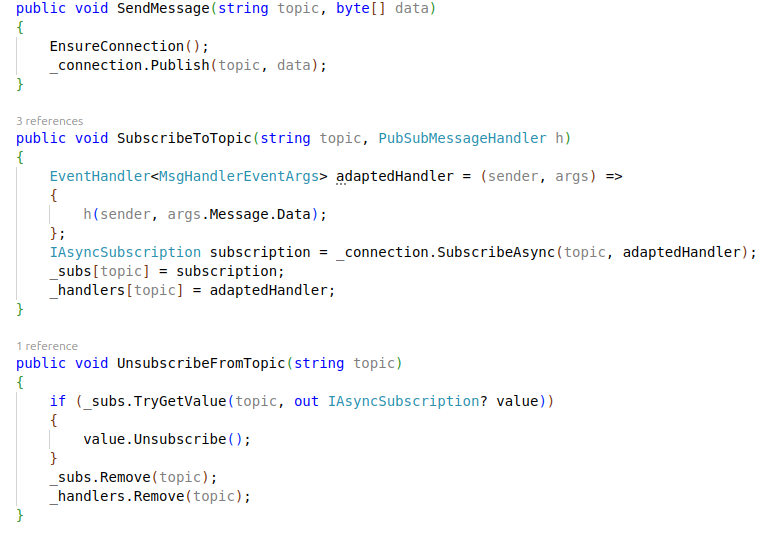 public void SendMessage(string topic, byte[] data)
{
    EnsureConnection();
    _connection.Publish(topic, data);
}
3 references
public void SubscribeToTopic(string topic, PubSubMessageHandler h)
{
    EventHandler<MsgHandlerEventArgs> adaptedHandler = (sender, args) =>
    {
        h(sender, args.Message.Data);
    };
    IAsyncSubscription subscription = _connection.SubscribeAsync(topic, adaptedHandler);
    _subs[topic] = subscription;
    _handlers[topic] = adaptedHandler;
}
1 reference
public void UnsubscribeFromTopic(string topic)
{
    if (_subs.TryGetValue(topic, out IAsyncSubscription? value))
    {
        value.Unsubscribe();
    }
    _subs.Remove(topic);
    _handlers.Remove(topic);
}